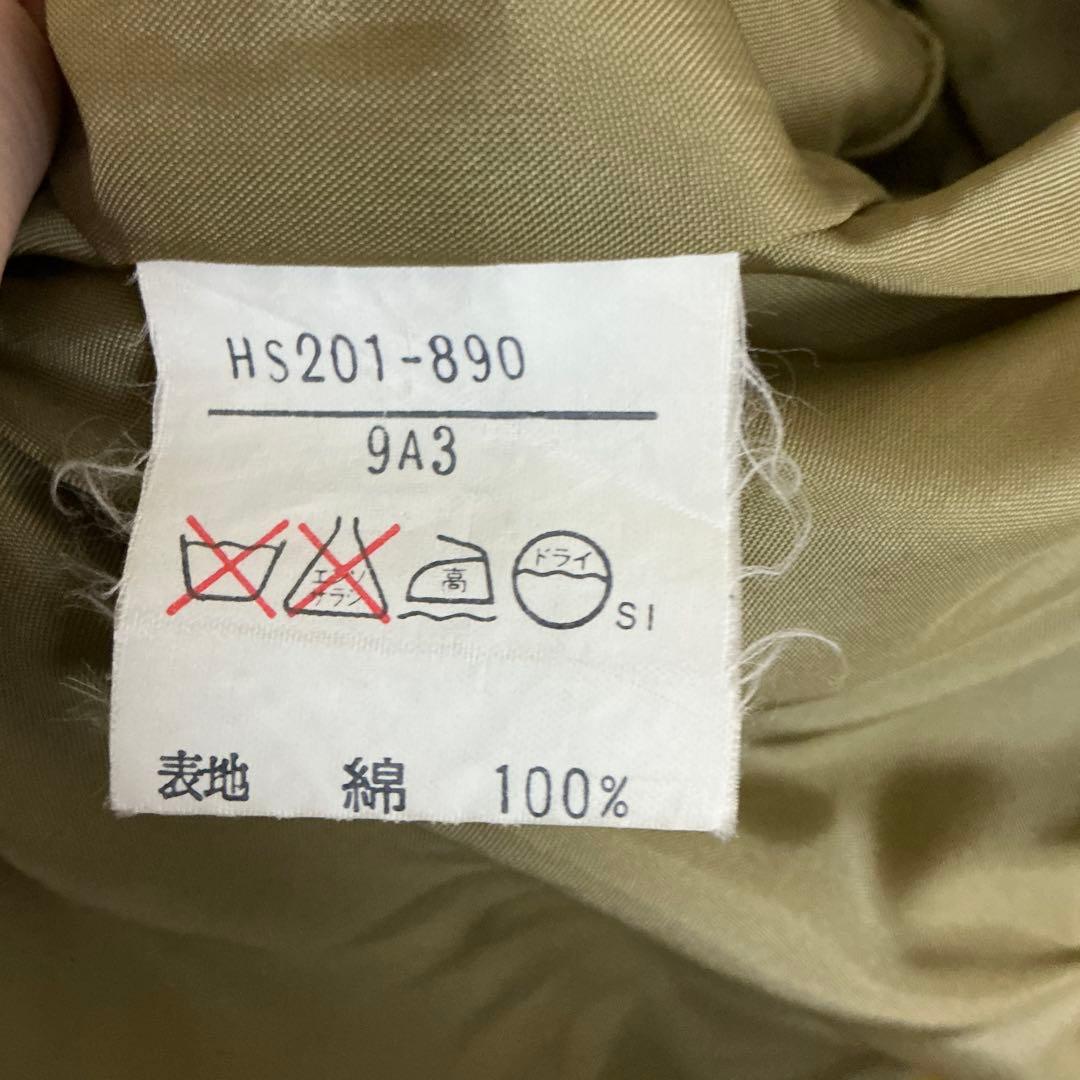 HS201-890
9A3
エンソ
サラシ
高
ドライ
SI
表地 綿 100%